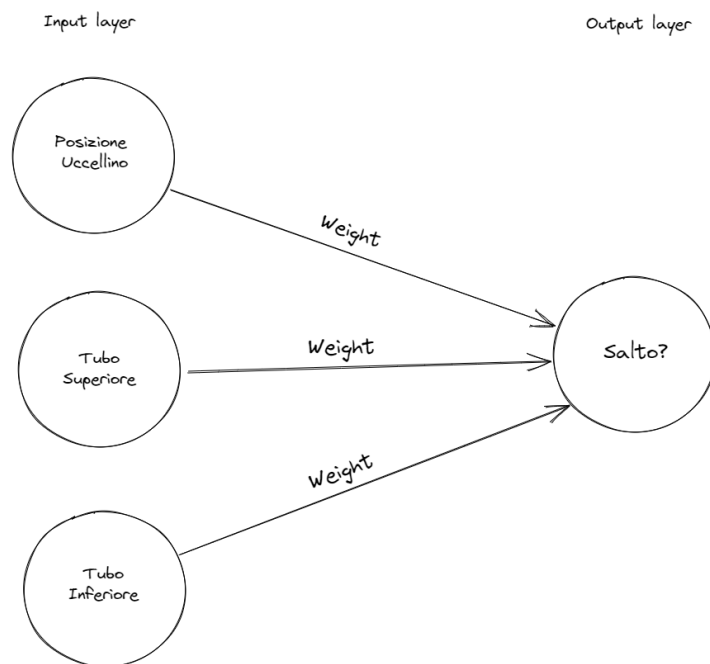 Input layer
Output layer
Posizione
Uccellino
Weight
Tubo
Superiore
Weight
Salto?
Weight
Tubo
Inferiore